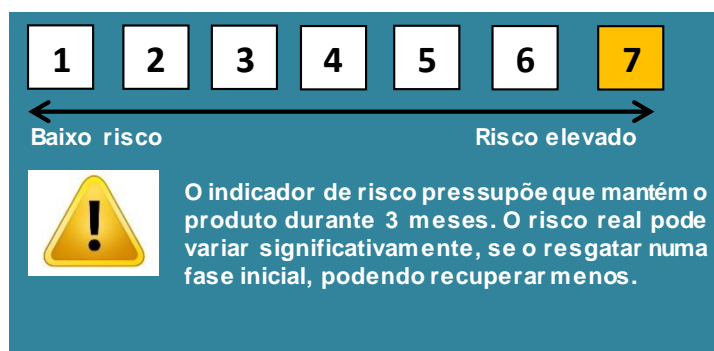 1 2 3 4 5 6 7
Baixo risco Risco elevado
O indicador de risco pressupõe que mantém o
produto durante 3 meses. O risco real pode
variar significativamente, se o resgatar numa
fase inicial, podendo recuperar menos.